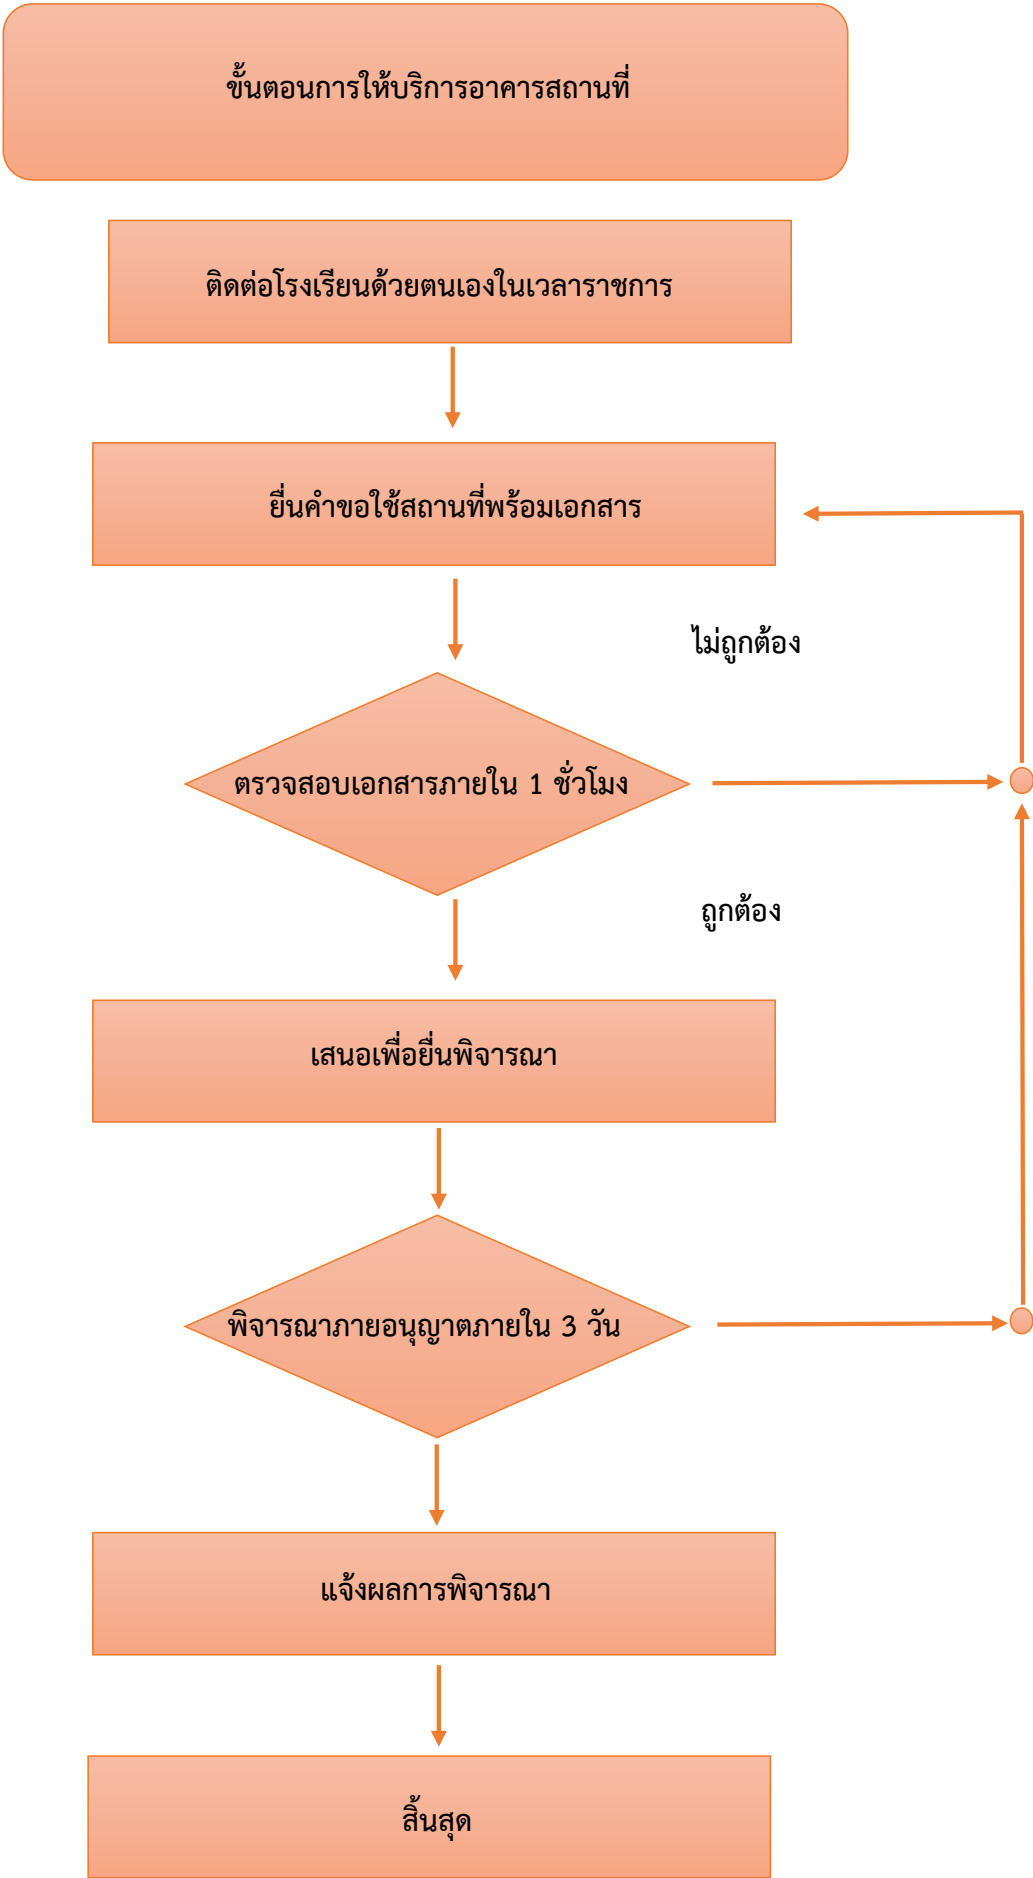 ขั้นตอนการให้บริการอาคารสถานที่
ติดต่อโรงเรียนด้วยตนเองในเวลาราชการ
ยื่นคำขอใช้สถานที่พร้อมเอกสาร
ไม่ถูกต้อง
ตรวจสอบเอกสารภายใน 1 ชั่วโมง
ถูกต้อง
เสนอเพื่อยื่นพิจารณา
พิจารณาภายอนุญาตภายใน 3 วัน
แจ้งผลการพิจารณา
สิ้นสุด